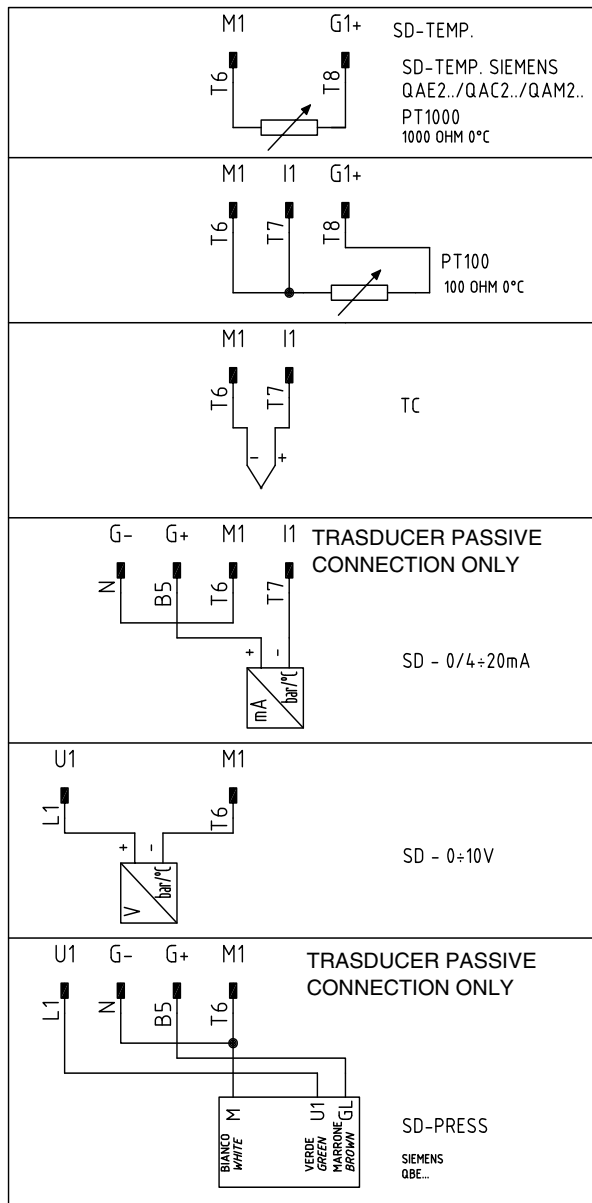 M1 G1+ SD-TEMP.
T6 T8 SD-TEMP. SIEMENS
QAE2../QAC2../QAM2..
PT1000
1000 OHM 0°C
M1 I1 G1+
T6 T7 T8
PT100
100 OHM 0°C
M1 I1
T6 T7
TC
- +
G- G+ M1 I1 TRASDUCER PASSIVE
CONNECTION ONLY
N B5 T6 T7
+ -
SD - 0/4÷20mA
mA bar/°C
U1 M1
L1 T6
+ -
SD - 0÷10V
V bar/°C
U1 G- G+ M1 TRASDUCER PASSIVE
CONNECTION ONLY
L1 N B5 T6
M U1 GL
BIANCO VERDE MARRONE
WHITE GREEN BROWN
SD-PRESS
SIEMENS
QBE...